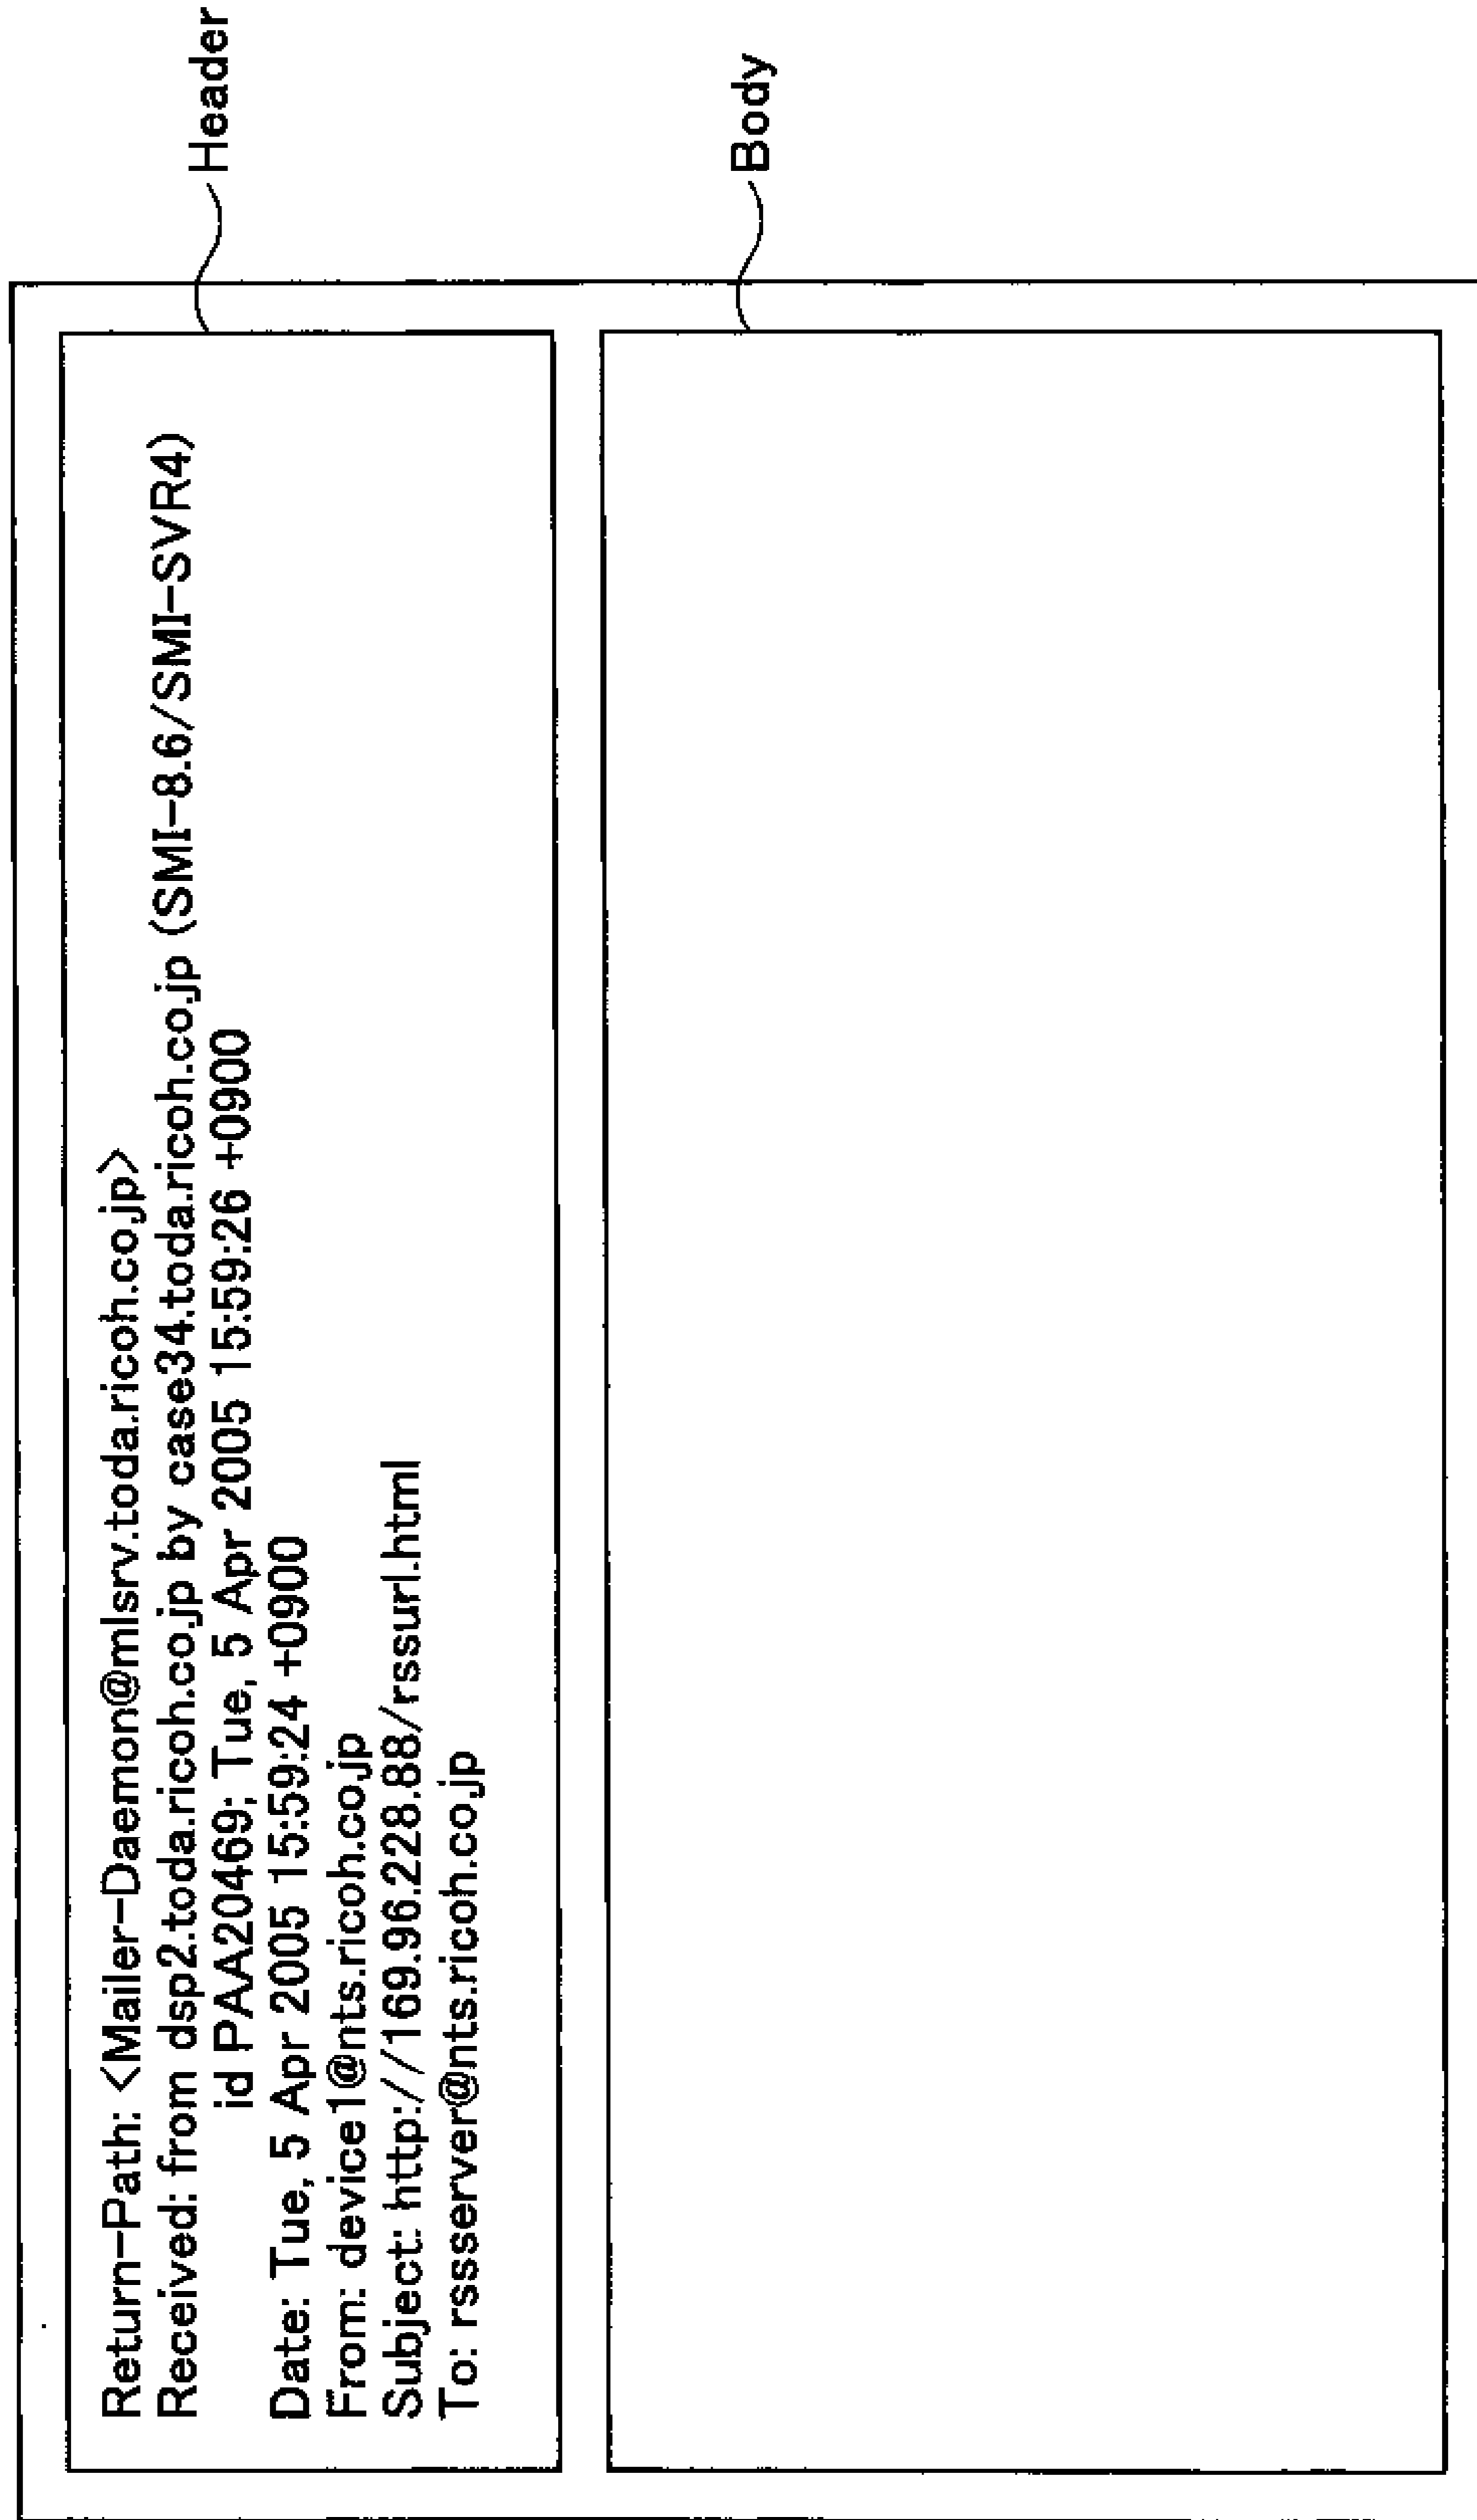 Return-Path: <Mailer-Daemon@mlsrv.toda.ricoh.co.jp>
Received: from dsp2.toda.ricoh.co.jp by case34.toda.ricoh.co.jp (SMI-8.6/SMI-SVR4)
id PAA20469; Tue, 5 Apr 2005 15:59:26 +0900
Date: Tue, 5 Apr 2005 15:59:24 +0900
From: device1@nts.ricoh.co.jp
Subject: http://169.96.228.88/rssurl.html
To: rssserver@nts.ricoh.co.jp
Header
Body